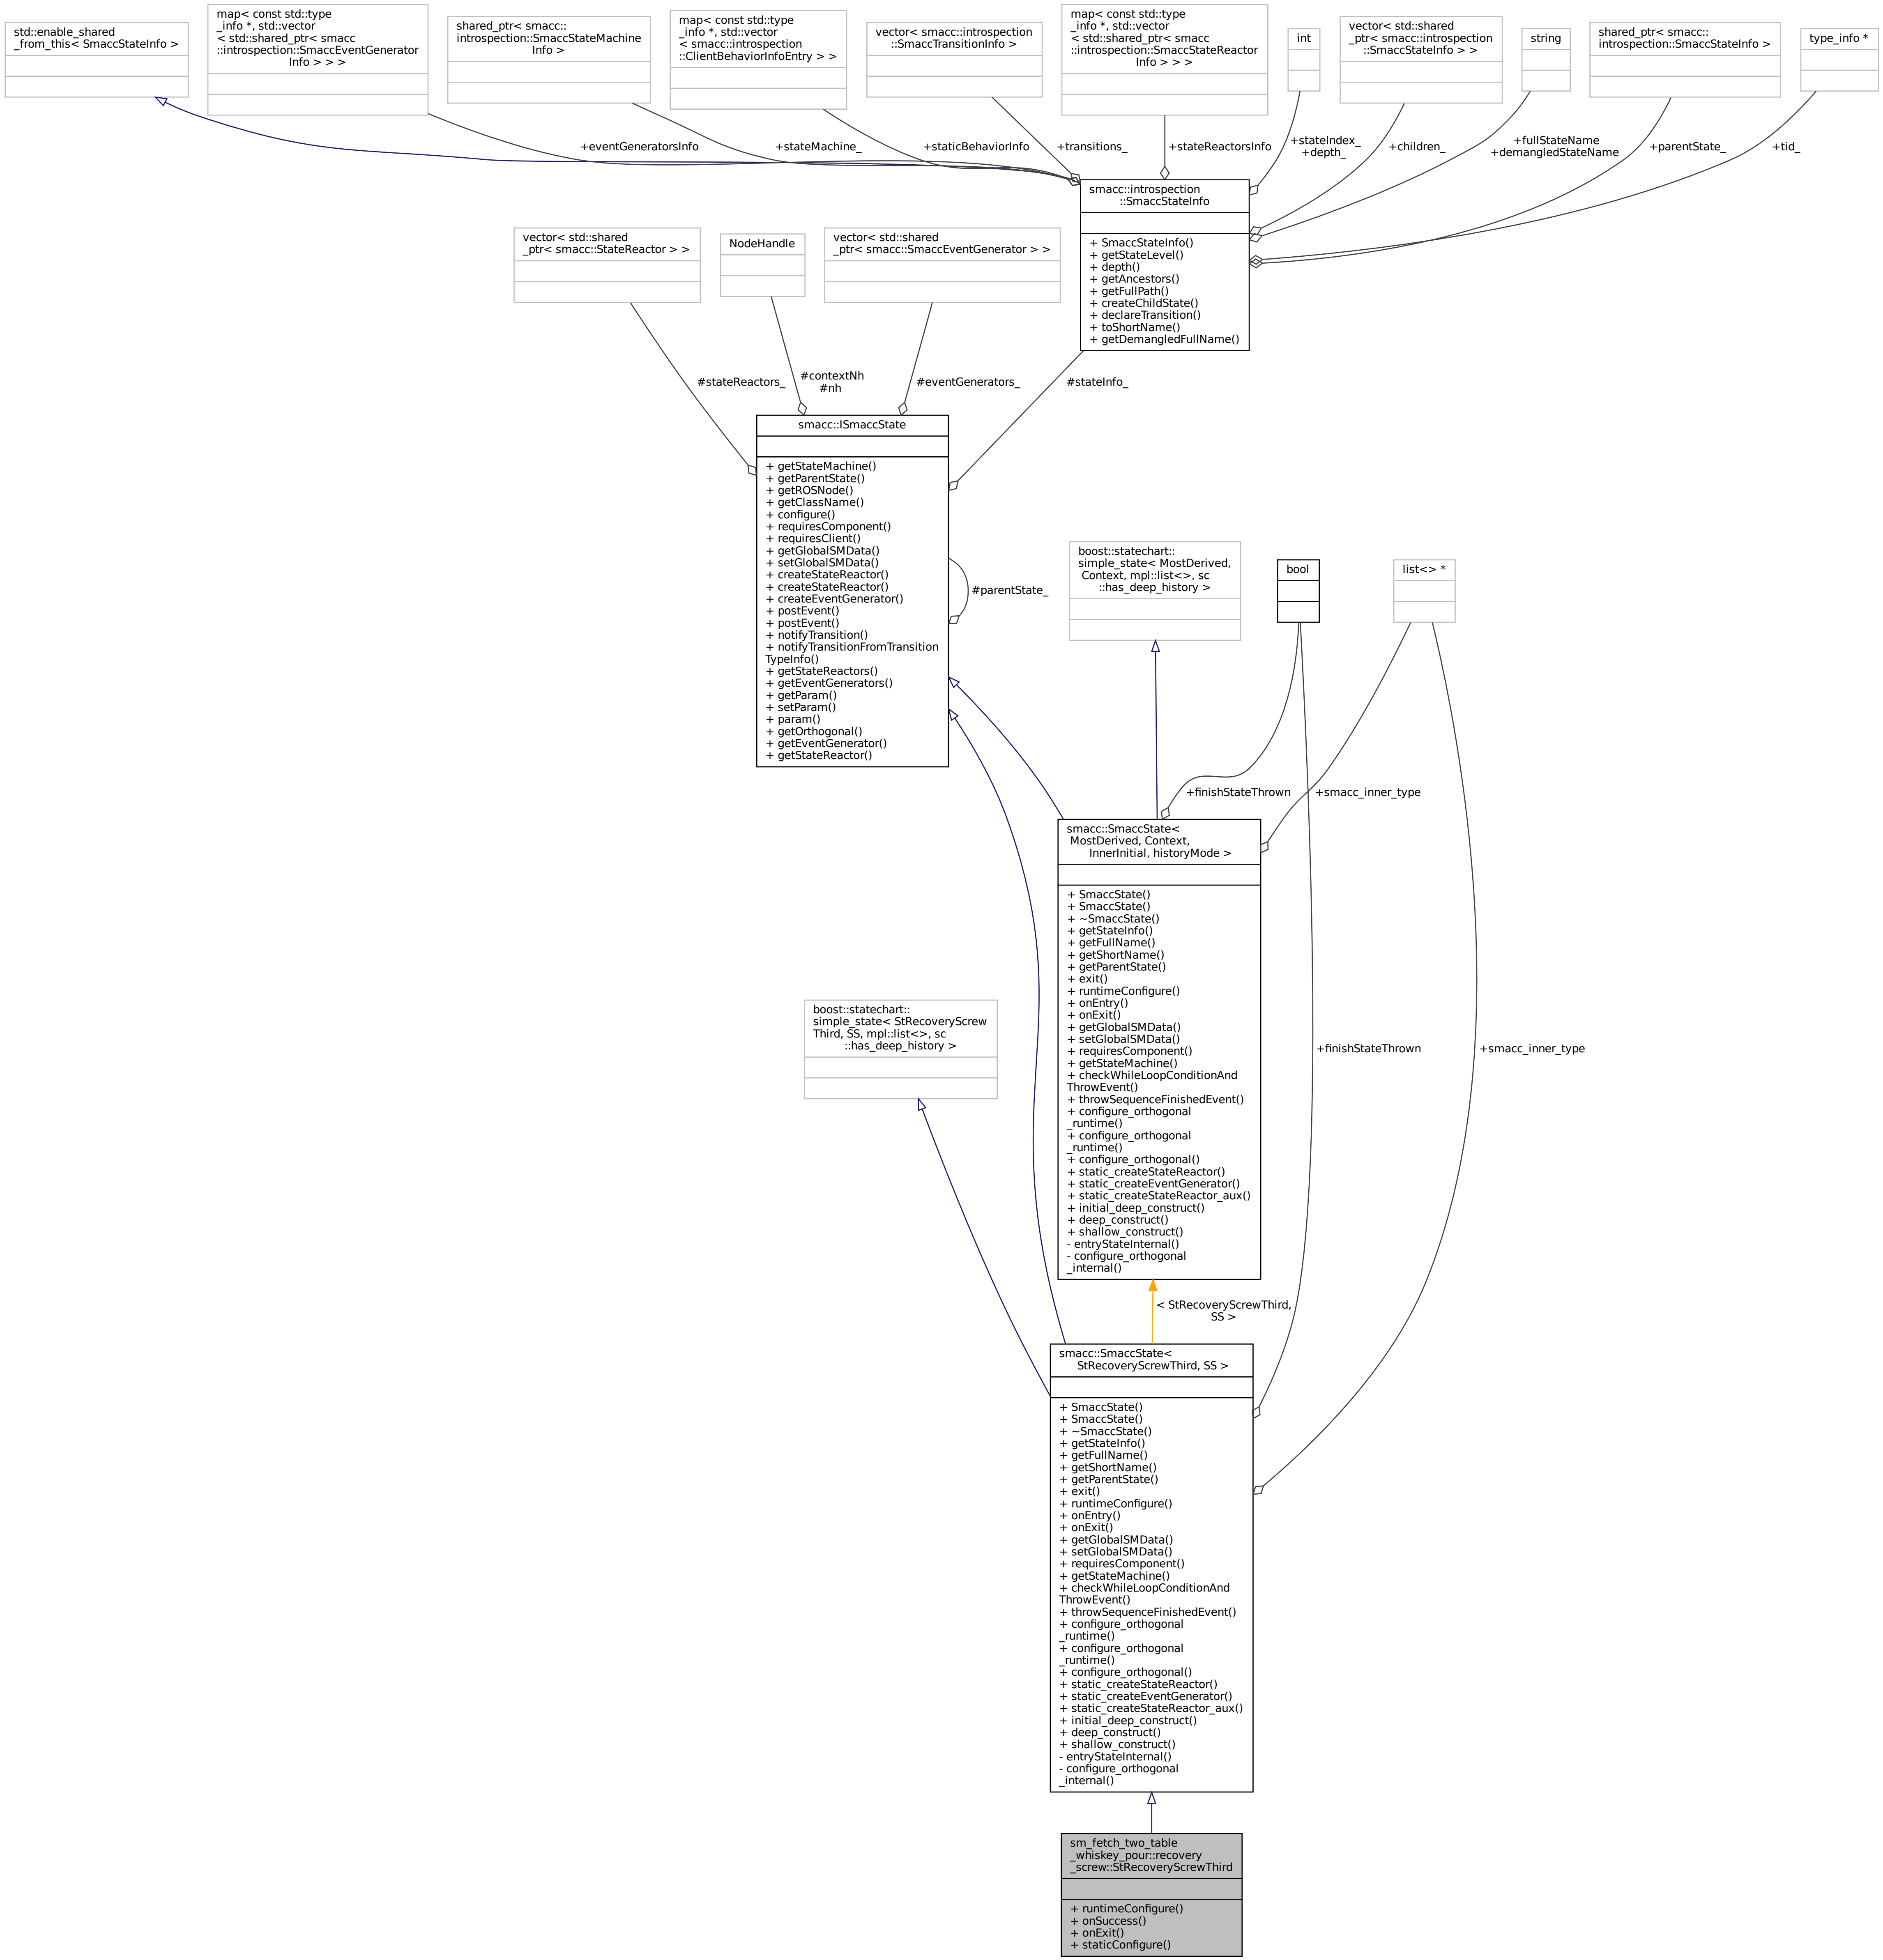 std::enable_shared
_from_this< SmaccStateInfo >
map< const std::type
_info *, std::vector
< std::shared_ptr< smacc
::introspection::SmaccEventGenerator
Info > > >
shared_ptr< smacc::
introspection::SmaccStateMachine
Info >
map< const std::type
_info *, std::vector
< smacc::introspection
::ClientBehaviorInfoEntry > >
vector< smacc::introspection
::SmaccTransitionInfo >
map< const std::type
_info *, std::vector
< std::shared_ptr< smacc
::introspection::SmaccStateReactor
Info > > >
int
vector< std::shared
_ptr< smacc::introspection
::SmaccStateInfo > >
string
shared_ptr< smacc::
introspection::SmaccStateInfo >
type_info *
+eventGeneratorsInfo
+stateMachine_
+staticBehaviorInfo
+transitions_
+stateReactorsInfo
+stateIndex_
+depth_
+children_
+fullStateName
+demangledStateName
+parentState_
+tid_
smacc::introspection
::SmaccStateInfo
+ SmaccStateInfo()
+ getStateLevel()
+ depth()
+ getAncestors()
+ getFullPath()
+ createChildState()
+ declareTransition()
+ toShortName()
+ getDemangledFullName()
vector< std::shared
_ptr< smacc::StateReactor > >
NodeHandle
vector< std::shared
_ptr< smacc::SmaccEventGenerator > >
#stateReactors_
#contextNh
#nh
#eventGenerators_
#stateInfo_
smacc::ISmaccState
+ getStateMachine()
+ getParentState()
+ getROSNode()
+ getClassName()
+ configure()
+ requiresComponent()
+ requiresClient()
+ getGlobalSMData()
+ setGlobalSMData()
+ createStateReactor()
+ createStateReactor()
+ createEventGenerator()
+ postEvent()
+ postEvent()
+ notifyTransition()
+ notifyTransitionFromTransition
TypeInfo()
+ getStateReactors()
+ getEventGenerators()
+ getParam()
+ setParam()
+ param()
+ getOrthogonal()
+ getEventGenerator()
+ getStateReactor()
#parentState_
boost::statechart::
simple_state< MostDerived,
Context, mpl::list<>, sc
::has_deep_history >
bool
list<> *
+finishStateThrown
+smacc_inner_type
smacc::SmaccState<
MostDerived, Context,
InnerInitial, historyMode >
+ SmaccState()
+ SmaccState()
+ ~SmaccState()
+ getStateInfo()
+ getFullName()
+ getShortName()
+ getParentState()
+ exit()
+ runtimeConfigure()
+ onEntry()
+ onExit()
+ getGlobalSMData()
+ setGlobalSMData()
+ requiresComponent()
+ getStateMachine()
+ checkWhileLoopConditionAnd
ThrowEvent()
+ throwSequenceFinishedEvent()
+ configure_orthogonal
_runtime()
+ configure_orthogonal
_runtime()
+ configure_orthogonal()
+ static_createStateReactor()
+ static_createEventGenerator()
+ static_createStateReactor_aux()
+ initial_deep_construct()
+ deep_construct()
+ shallow_construct()
- entryStateInternal()
- configure_orthogonal
_internal()
boost::statechart::
simple_state< StRecoveryScrew
Third, SS, mpl::list<>, sc
::has_deep_history >
+finishStateThrown
+smacc_inner_type
< StRecoveryScrewThird,
SS >
smacc::SmaccState<
StRecoveryScrewThird, SS >
+ SmaccState()
+ SmaccState()
+ ~SmaccState()
+ getStateInfo()
+ getFullName()
+ getShortName()
+ getParentState()
+ exit()
+ runtimeConfigure()
+ onEntry()
+ onExit()
+ getGlobalSMData()
+ setGlobalSMData()
+ requiresComponent()
+ getStateMachine()
+ checkWhileLoopConditionAnd
ThrowEvent()
+ throwSequenceFinishedEvent()
+ configure_orthogonal
_runtime()
+ configure_orthogonal
_runtime()
+ configure_orthogonal()
+ static_createStateReactor()
+ static_createEventGenerator()
+ static_createStateReactor_aux()
+ initial_deep_construct()
+ deep_construct()
+ shallow_construct()
- entryStateInternal()
- configure_orthogonal
_internal()
sm_fetch_two_table
_whiskey_pour::recovery
_screw::StRecoveryScrewThird
+ runtimeConfigure()
+ onSuccess()
+ onExit()
+ staticConfigure()